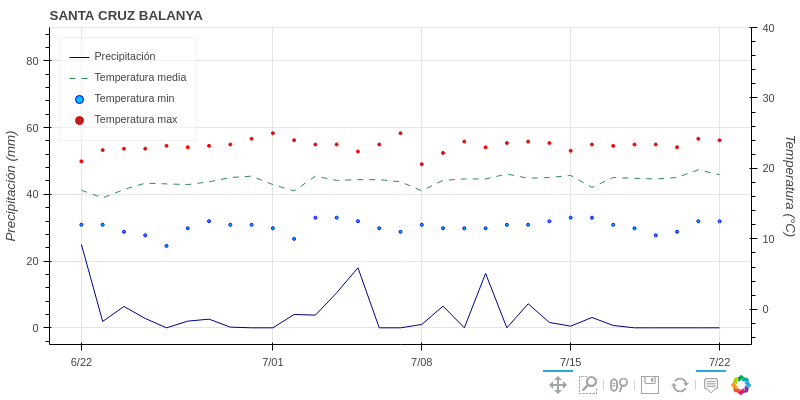 SANTA CRUZ BALANYA
Precipitación
Temperatura media
Temperatura min
Temperatura max
Precipitación (mm)
80
60
40
20
0
Temperatura (°C)
40
30
20
10
0
6/22
7/01
7/08
7/15
7/22